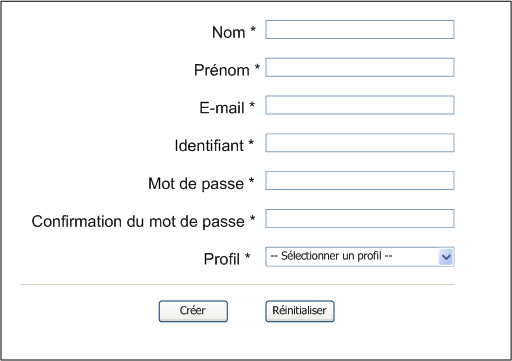 Nom *
Prénom *
E-mail *
Identifiant *
Mot de passe *
Confirmation du mot de passe *
Profil * -- Sélectionner un profil --
Créer Réinitialiser